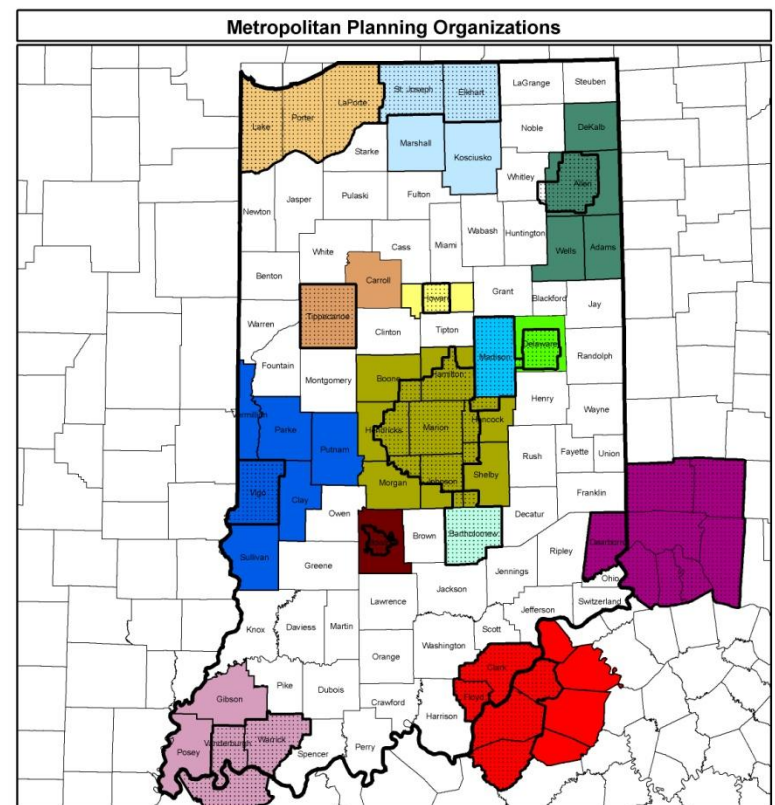 Metropolitan Planning Organizations
LaGrange
Steuben
St. Joseph
Elkhart
LaPorte
Porter
Lake
Noble
DeKalb
Starke
Marshall
Kosciusko
Whitley
Allen
Newton
Jasper
Pulaski
Fulton
Wabash
Huntington
Wells
Adams
White
Cass
Miami
Benton
Carroll
Grant
Blackford
Jay
Tippecanoe
Warren
Clinton
Tipton
Madison
Delaware
Randolph
Fountain
Montgomery
Boone
Hamilton
Henry
Wayne
Parke
Putnam
Hendricks
Marion
Hancock
Rush
Fayette
Union
Vigo
Clay
Morgan
Johnson
Shelby
Franklin
Owen
Decatur
Brown
Bartholomew
Dearborn
Sullivan
Greene
Ripley
Ohio
Jennings
Jackson
Switzerland
Lawrence
Jefferson
Knox
Daviess
Martin
Scott
Washington
Orange
Clark
Pike
Dubois
Gibson
Crawford
Floyd
Harrison
Posey
Vanderburgh
Warrick
Spencer
Perry